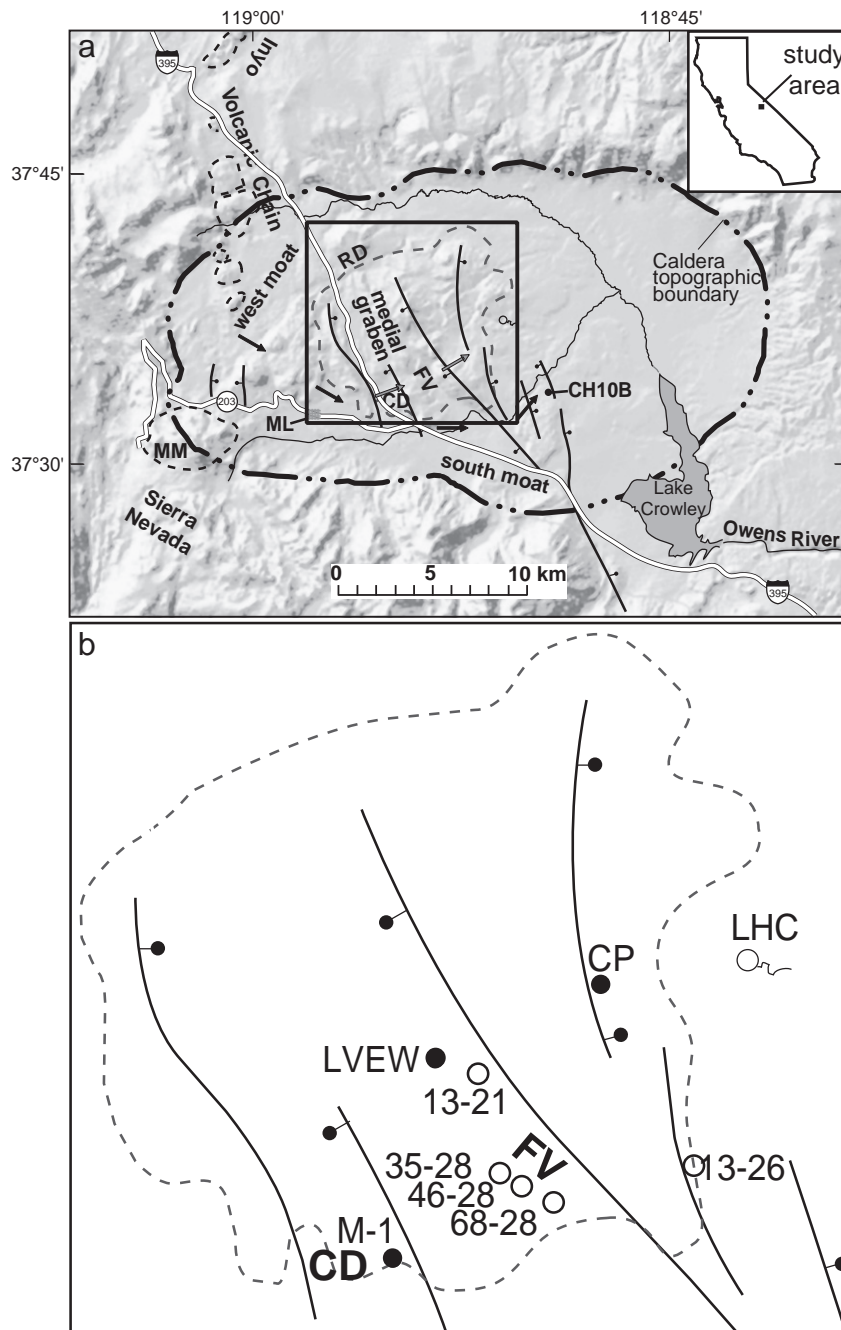 119°00'
118°45'
a
395
Inyo
Volcanic Chain
study
area
37°45'
RD
west moat
medial
graben
Caldera
topographic
boundary
FV
CD
CH10B
203
ML
MM
37°30'
south moat
Sierra
Nevada
Lake
Crowley
Owens River
0 5 10 km
395
b
LHC
CP
LVEW
13-21
FV
35-28
46-28
68-28
13-26
M-1
CD